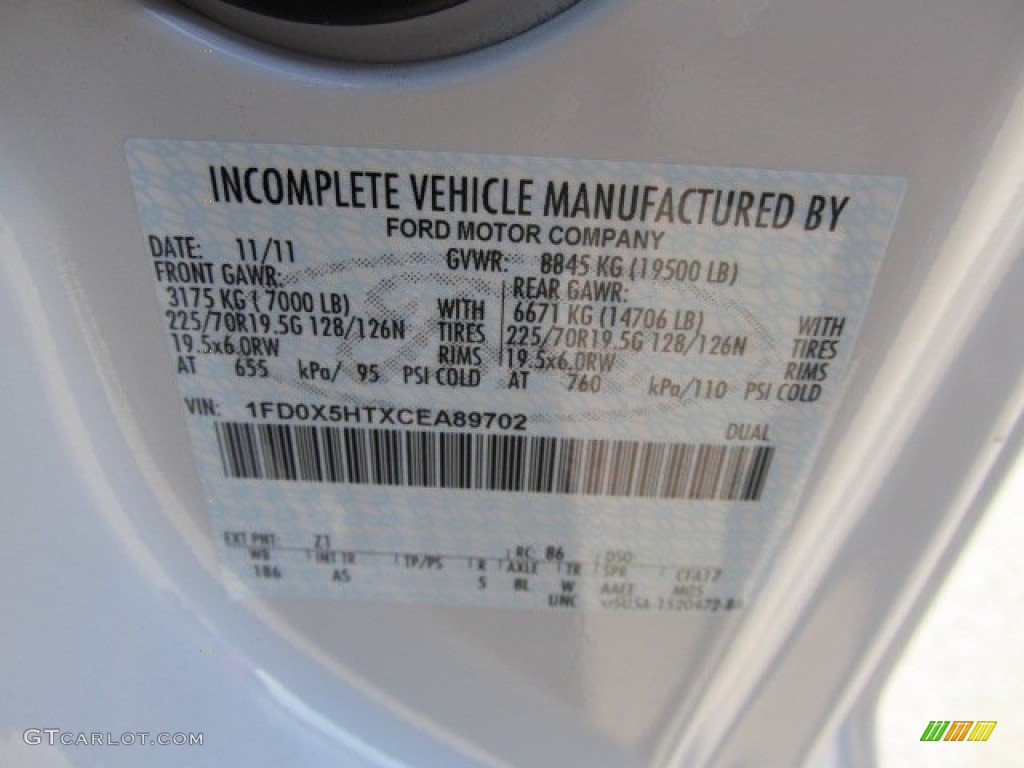 INCOMPLETE VEHICLE MANUFACTURED BY
FORD MOTOR COMPANY
DATE: 11/11 GVWR: 8845 KG (19500 LB)
FRONT GAWR: REAR GAWR:
3175 KG ( 7000 LB) WITH 6671 KG (14706 LB) WITH
225/70R19.5G 128/126N TIRES 225/70R19.5G 128/126N TIRES
19.5x6.0RW RIMS 19.5x6.0RW RIMS
AT 655 kPa/ 95 PSI COLD AT 760 kPa/110 PSI COLD
VIN: 1FD0X5HTXCEA89702
DUAL
EXT PNT: Z1 RC: 86 DSO:
WB INT TR TP/PS R AXLE TR SPR
186 AS 5 BL W
UNC
GTCARLOT.COM